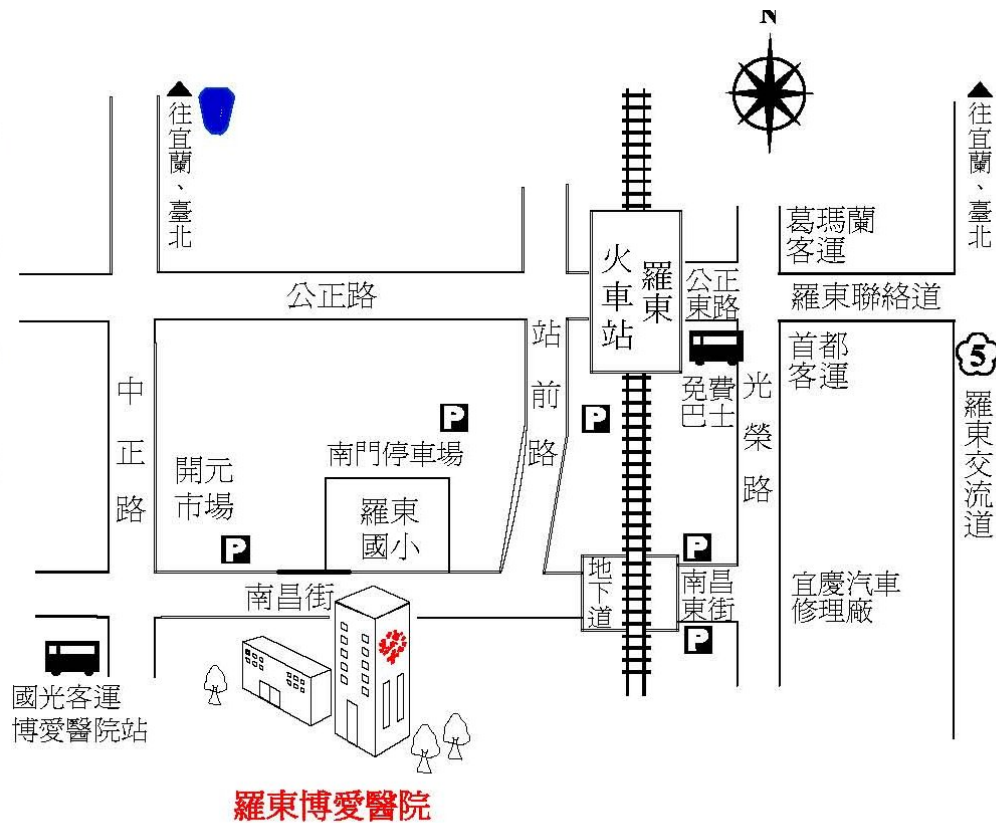 N
往宜蘭、臺北
往宜蘭、臺北
葛瑪蘭
客運
羅東
火車站
公正
東路
公正路
羅東聯絡道
站前路
首都
客運
5
免費
巴士
光榮路
中正路
羅東交流道
P
P
南門停車場
開元
市場
羅東
國小
P
P
地下道
南昌
東街
宜慶汽車
修理廠
南昌街
P
國光客運
博愛醫院站
羅東博愛醫院